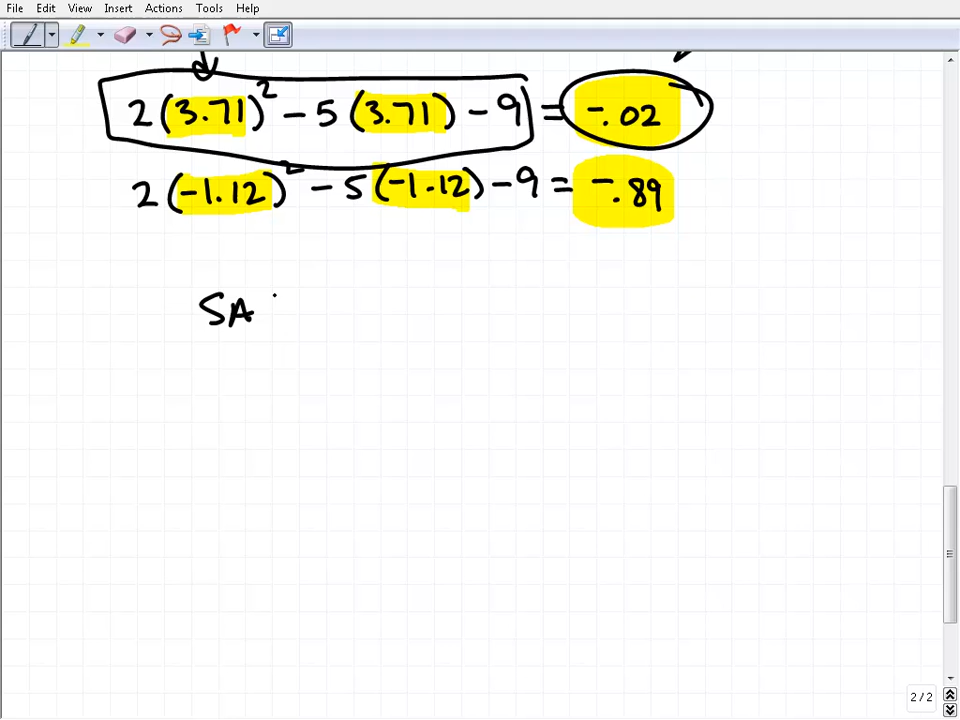 File Edit View Insert Actions Tools Help
2(3.71)² - 5(3.71) - 9 = -.02
2(-1.12)² - 5(-1.12) - 9 = -.89
SA
2/2